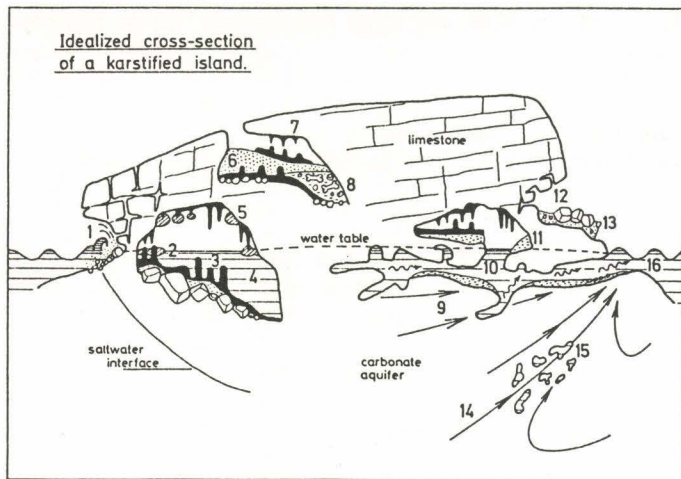 Idealized cross-section
of a karstified island.
7
limestone
6
8
12
5
13
1
water table
11
2
3
10
16
4
9
saltwater
interface
carbonate
aquifer
15
14